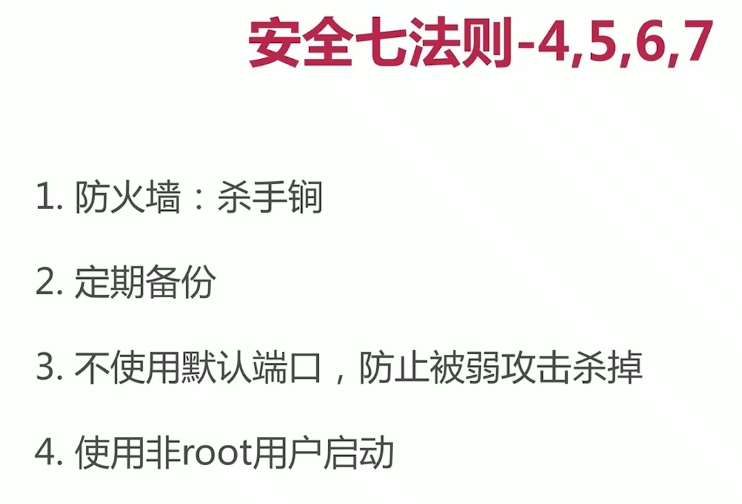 安全七法则-4,5,6,7
1. 防火墙：杀手锏
2. 定期备份
3. 不使用默认端口，防止被弱攻击杀掉
4. 使用非root用户启动